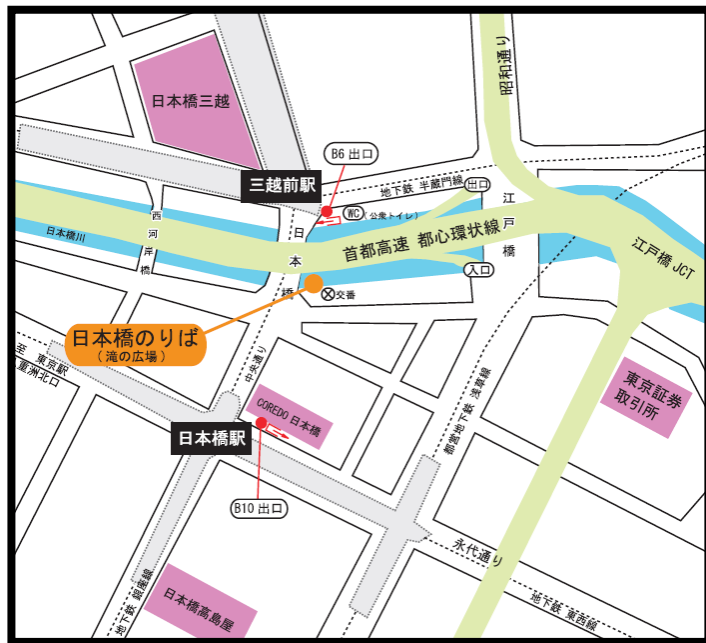 昭和通り
日本橋三越
B6 出口
三越前駅
地下鉄 半蔵門線
出口
WC (公衆トイレ)
江戸橋
西河岸橋
日本橋
日本橋川
首都高速 都心環状線
江戸橋 JCT
入口
交番
日本橋のりば
(滝の広場)
至 東京駅
八重洲北口
中央通り
COREDO 日本橋
都営地下鉄 浅草線
東京証券
取引所
日本橋駅
B10 出口
永代通り
地下鉄 銀座線
日本橋高島屋
地下鉄 東西線